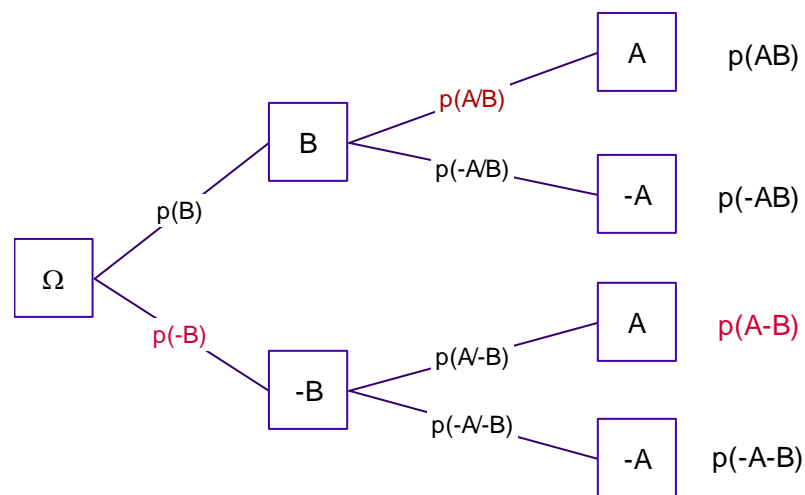 A p(AB)
p(A/B)
B
p(-A/B)
-A p(-AB)
p(B)
Ω
A p(A-B)
p(-B)
p(A/-B)
-B
p(-A/-B)
-A p(-A-B)